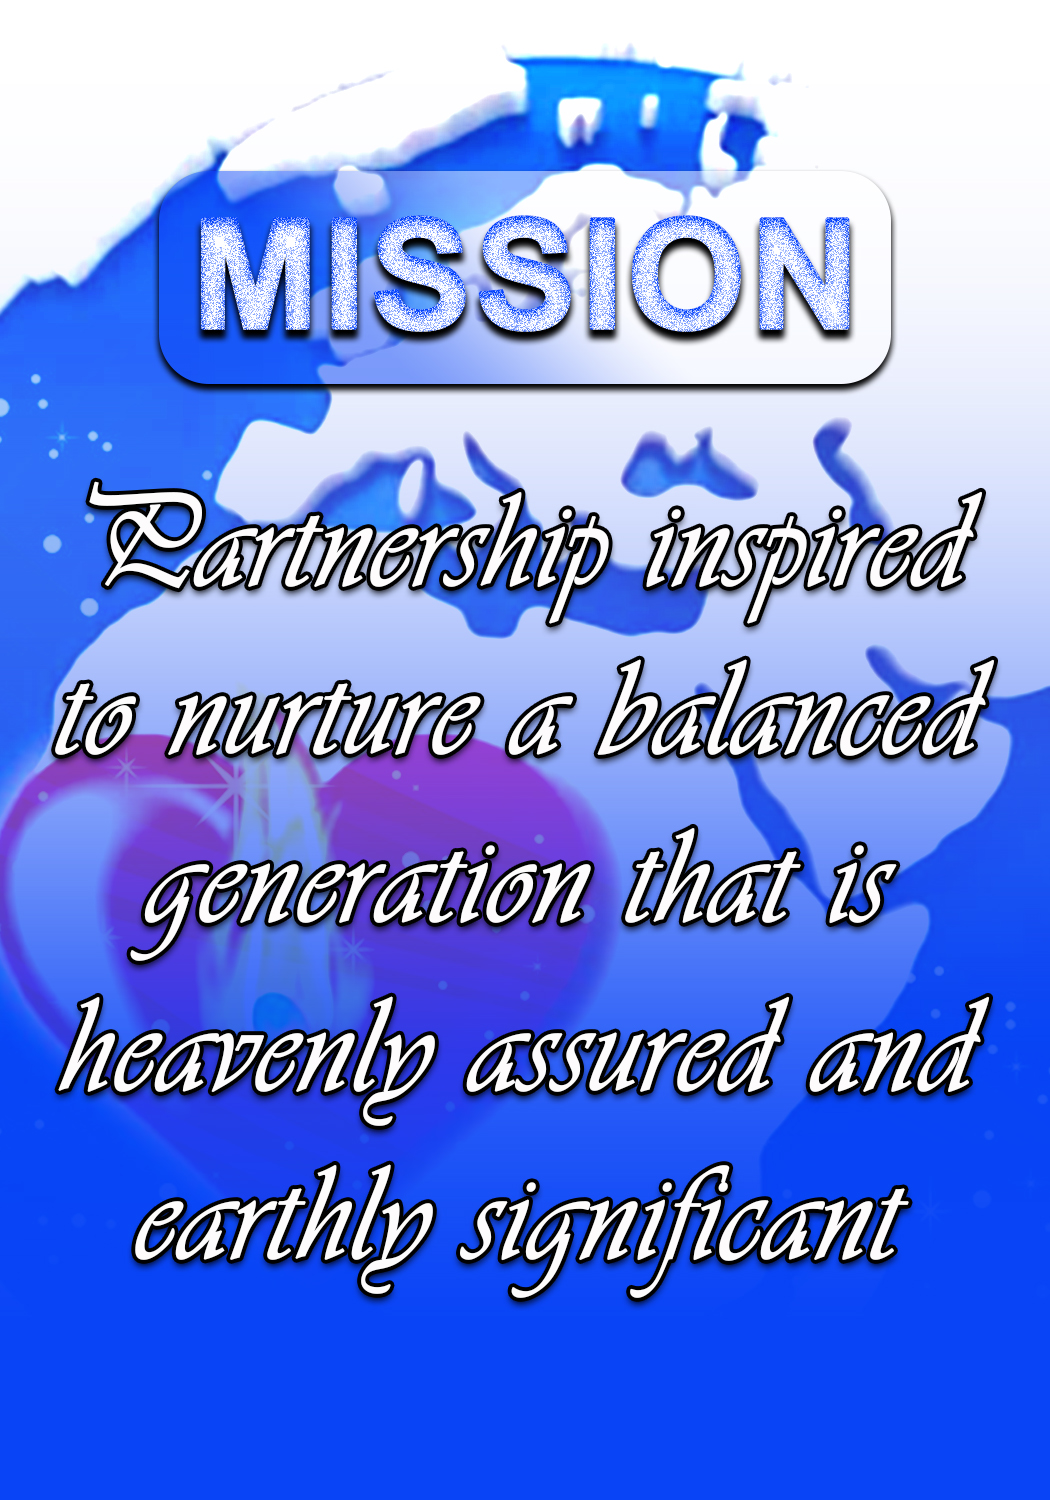 MISSION
Partnership inspired
to nurture a balanced
generation that is
heavenly assured and
earthly significant